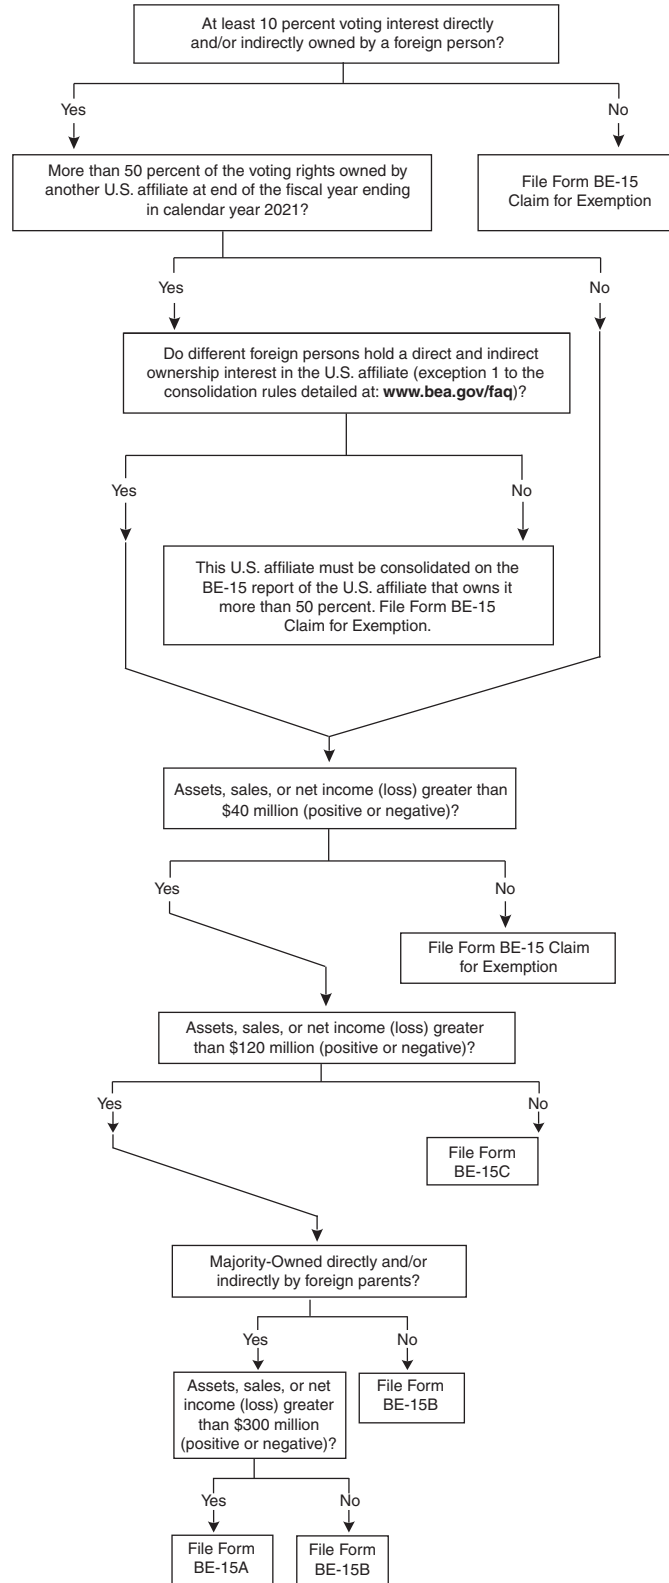 At least 10 percent voting interest directly
and/or indirectly owned by a foreign person?
Yes
No
More than 50 percent of the voting rights owned by
another U.S. affiliate at end of the fiscal year ending
in calendar year 2021?
File Form BE-15
Claim for Exemption
Yes
No
Do different foreign persons hold a direct and indirect
ownership interest in the U.S. affiliate (exception 1 to the
consolidation rules detailed at: www.bea.gov/faq)?
Yes
No
This U.S. affiliate must be consolidated on the
BE-15 report of the U.S. affiliate that owns it
more than 50 percent. File Form BE-15
Claim for Exemption.
Assets, sales, or net income (loss) greater than
$40 million (positive or negative)?
Yes
No
File Form BE-15 Claim
for Exemption
Assets, sales, or net income (loss) greater
than $120 million (positive or negative)?
Yes
No
File Form
BE-15C
Majority-Owned directly and/or
indirectly by foreign parents?
Yes
No
Assets, sales, or net
income (loss) greater
than $300 million
(positive or negative)?
File Form
BE-15B
Yes
No
File Form
BE-15A
File Form
BE-15B